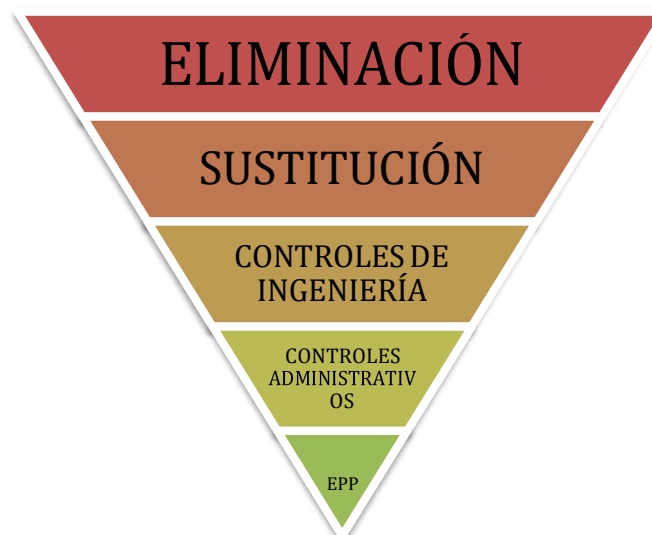 ELIMINACIÓN
SUSTITUCIÓN
CONTROLES DE
INGENIERÍA
CONTROLES
ADMINISTRATIV
OS
EPP